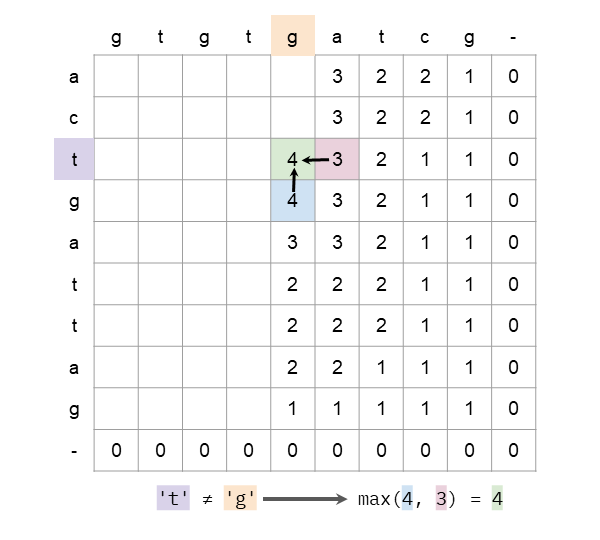 g t g t g a t c g -
a 3 2 2 1 0
c 3 2 2 1 0
t 4 3 2 1 1 0
g 4 3 2 1 1 0
a 3 3 2 1 1 0
t 2 2 2 1 1 0
t 2 2 2 1 1 0
a 2 2 1 1 1 0
g 1 1 1 1 1 0
- 0 0 0 0 0 0 0 0 0 0
't' ≠ 'g' max(4, 3) = 4